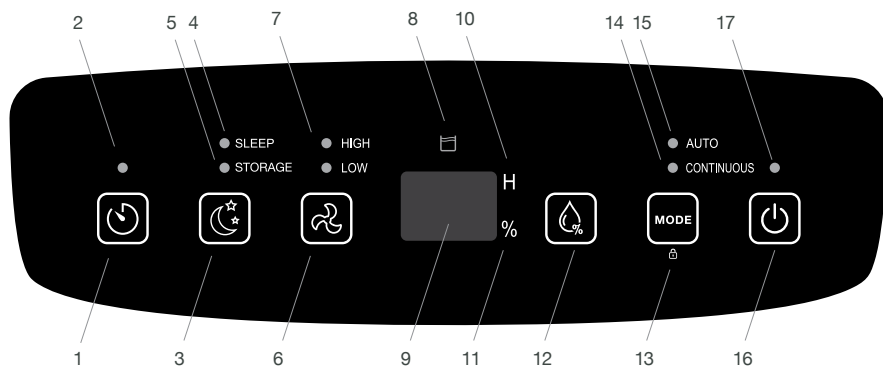 2 5 4 7 8 10 14 15 17
SLEEP HIGH AUTO
STORAGE LOW CONTINUOUS
H
MODE
%
%
1 3 6 9 11 12 13 16